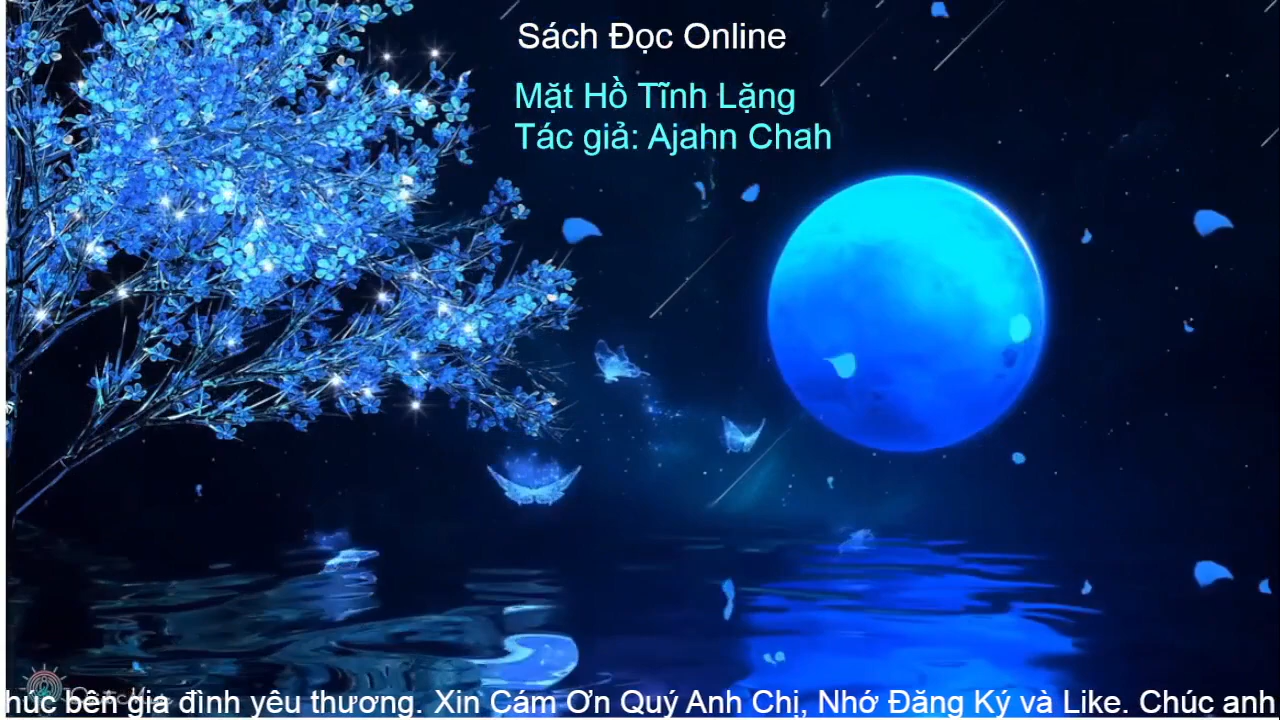 Sách Đọc Online
Mặt Hồ Tĩnh Lặng
Tác giả: Ajahn Chah
húc bên gia đình yêu thương. Xin Cám Ơn Quý Anh Chị, Nhớ Đăng Ký và Like. Chúc anh